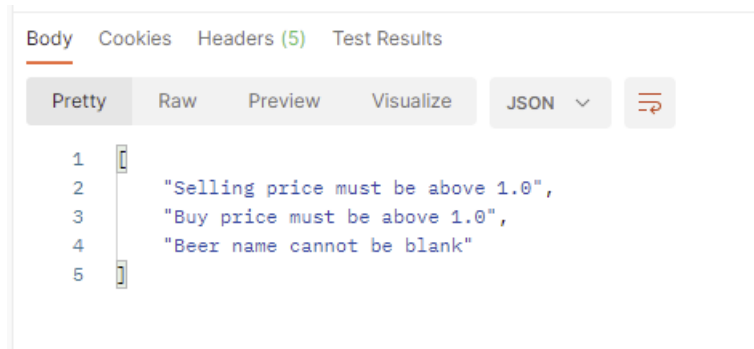 Body Cookies Headers (5) Test Results
Pretty Raw Preview Visualize JSON
1 [
2 "Selling price must be above 1.0",
3 "Buy price must be above 1.0",
4 "Beer name cannot be blank"
5 ]